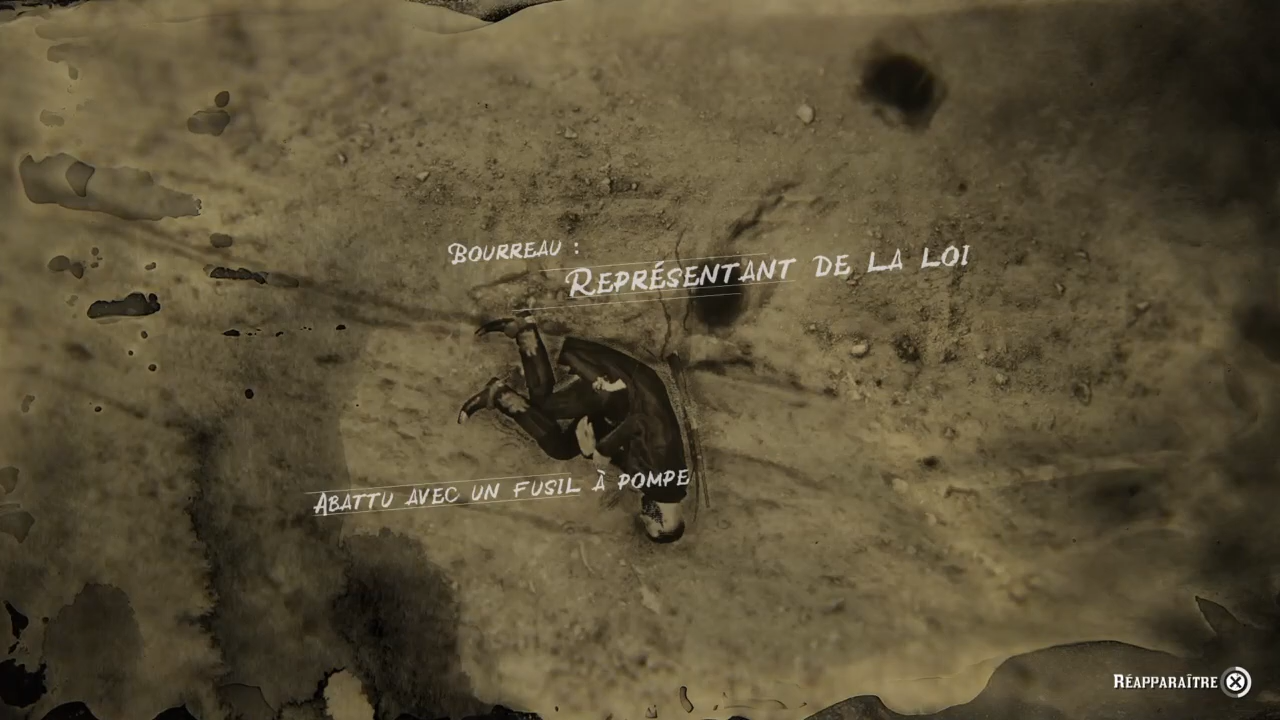 Bourreau :
Représentant de la loi
Abattu avec un fusil à pompe
Réapparaître